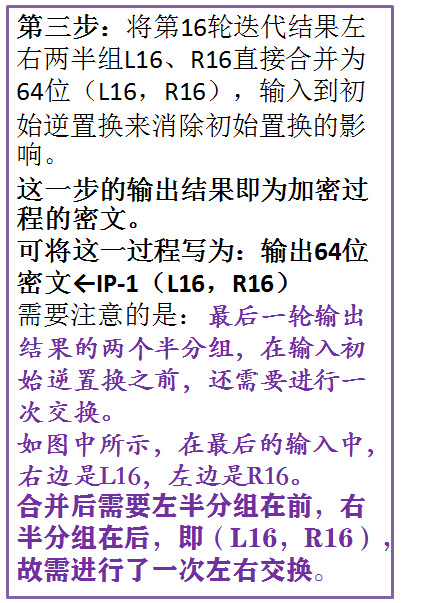 第三步：将第16轮迭代结果左
右两半组L16、R16直接合并为
64位（L16，R16），输入到初
始逆置换来消除初始置换的影
响。
这一步的输出结果即为加密过
程的密文。
可将这一过程写为：输出64位
密文←IP-1（L16，R16）
需要注意的是：最后一轮输出
结果的两个半分组，在输入初
始逆置换之前，还需要进行一
次交换。
如图中所示，在最后的输入中，
右边是L16，左边是R16。
合并后需要左半分组在前，右
半分组在后，即（L16，R16），
故需进行了一次左右交换。